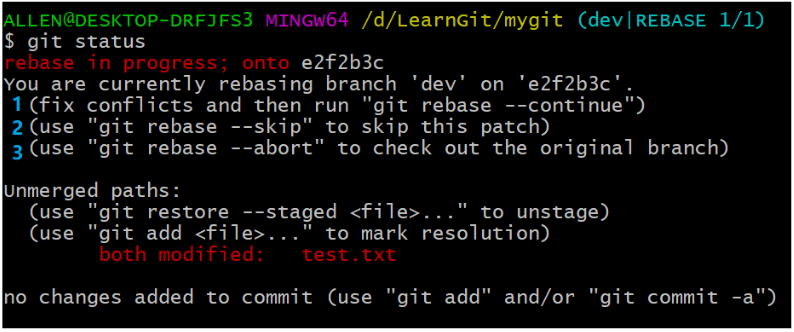 ALLEN@DESKTOP-DRFJFS3 MINGW64 /d/LearnGit/mygit (dev|REBASE 1/1)
$ git status
rebase in progress; onto e2f2b3c
You are currently rebasing branch 'dev' on 'e2f2b3c'.
1 (fix conflicts and then run "git rebase --continue")
2 (use "git rebase --skip" to skip this patch)
3 (use "git rebase --abort" to check out the original branch)
Unmerged paths:
(use "git restore --staged <file>..." to unstage)
(use "git add <file>..." to mark resolution)
both modified: test.txt
no changes added to commit (use "git add" and/or "git commit -a")